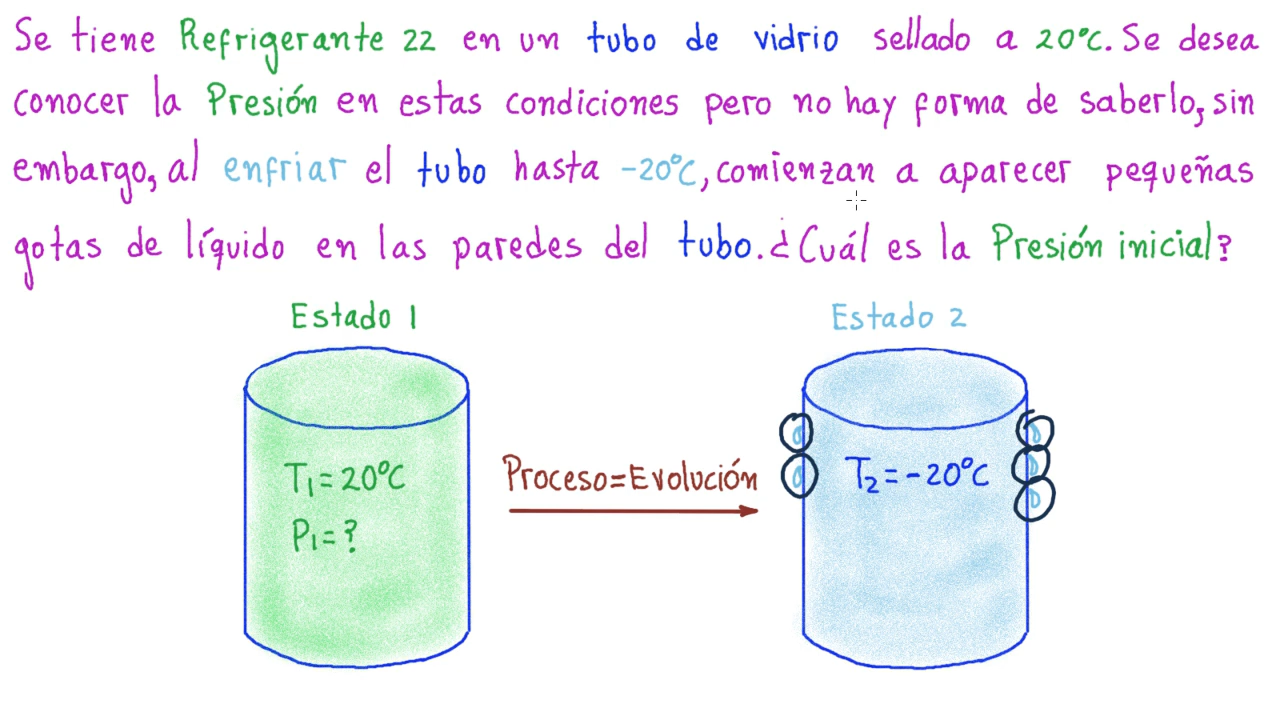 Se tiene Refrigerante 22 en un tubo de vidrio sellado a 20°C. Se desea
conocer la Presión en estas condiciones pero no hay forma de saberlo, sin
embargo, al enfriar el tubo hasta -20°C, comienzan a aparecer pequeñas
gotas de líquido en las paredes del tubo. ¿Cuál es la Presión inicial?
Estado 1
Estado 2
T1=20°C
P1=?
Proceso=Evolución
T2=-20°C